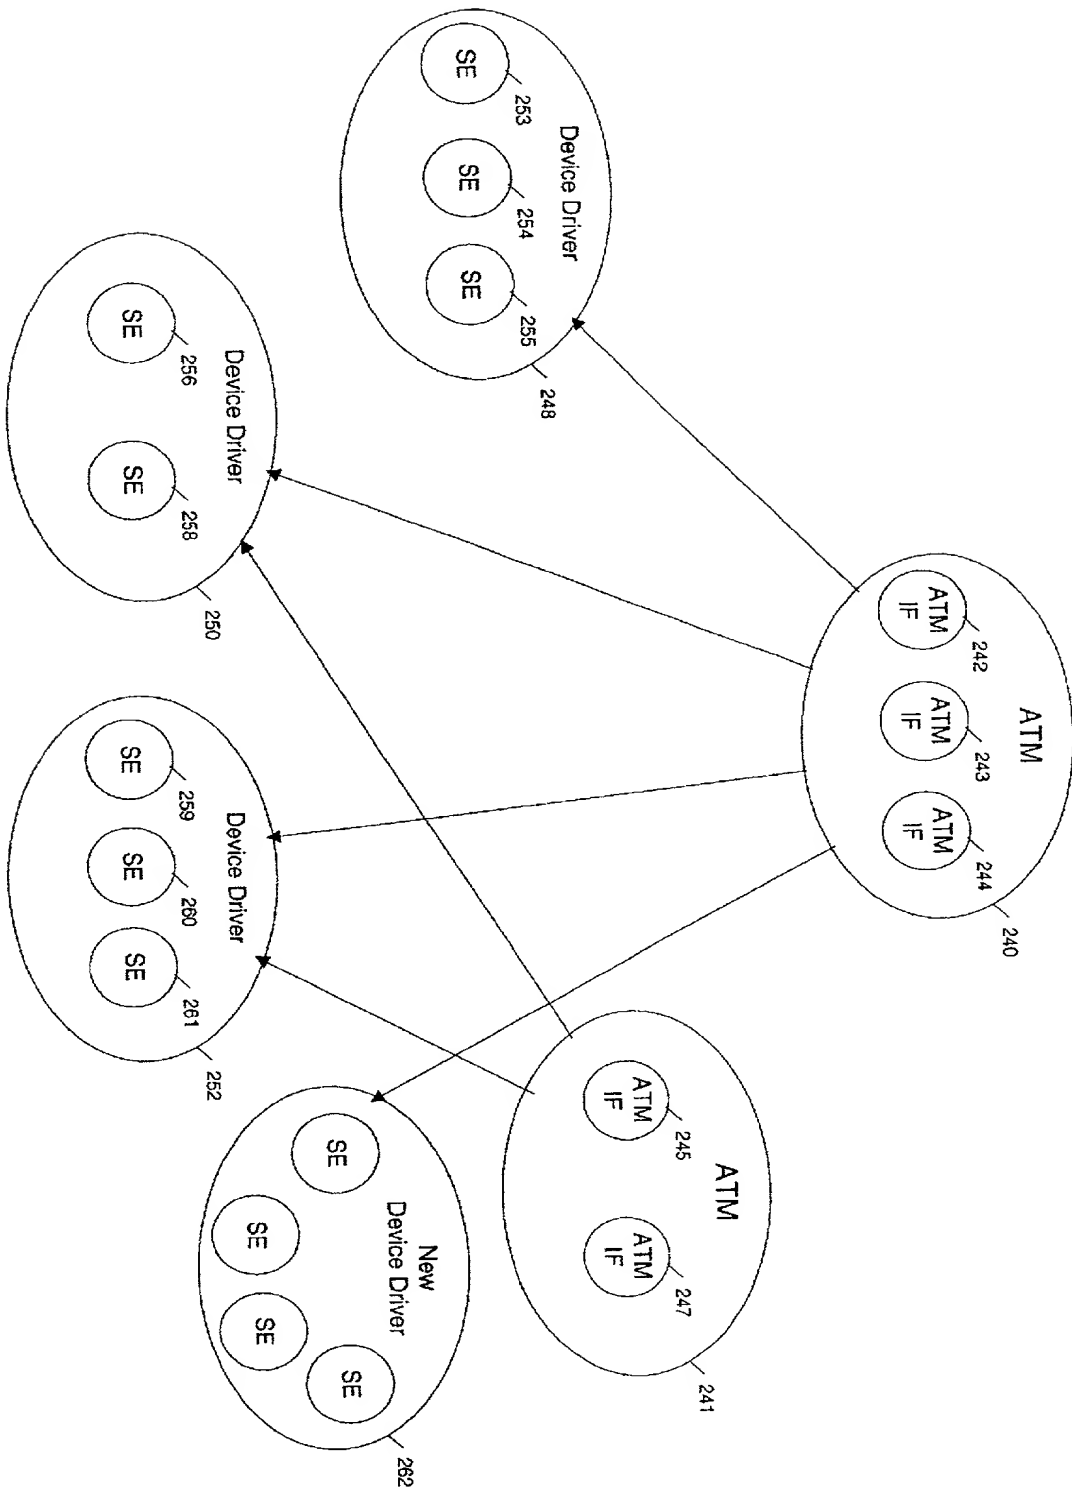 ATM
ATM
IF
242
ATM
IF
243
ATM
IF
244
240
ATM
ATM
IF
245
ATM
IF
247
241
Device Driver
SE
253
SE
254
SE
255
248
Device Driver
SE
256
SE
258
250
Device Driver
SE
259
SE
260
SE
261
252
New
Device Driver
SE
SE
SE
SE
262